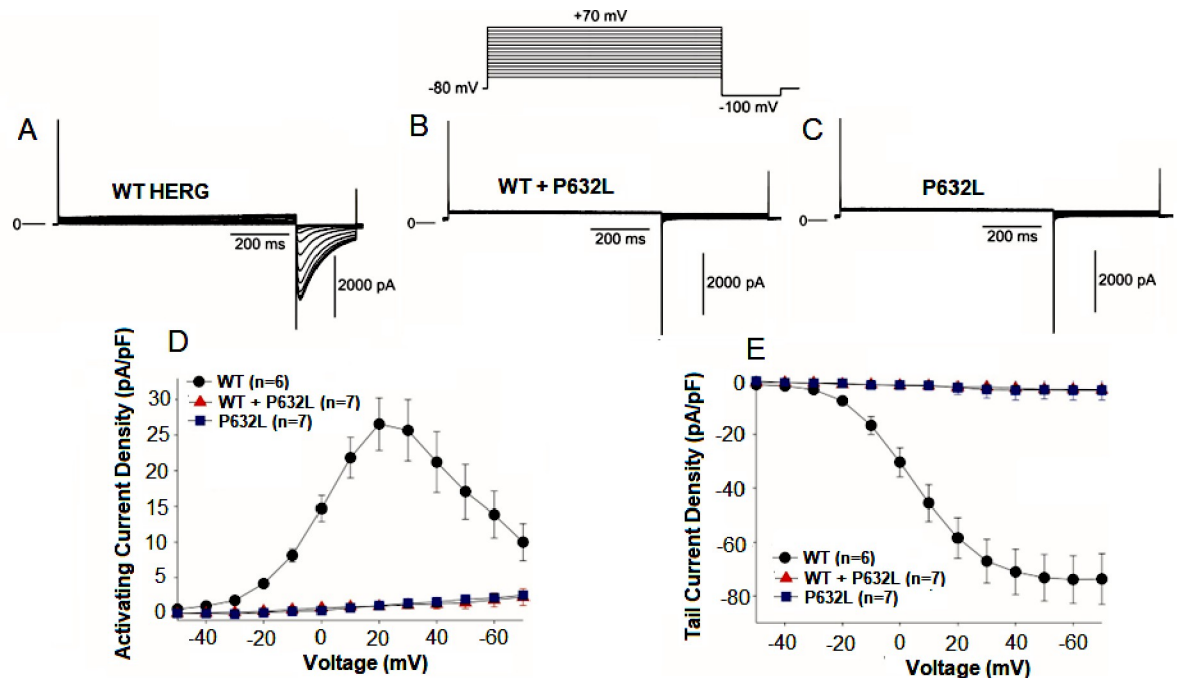 +70 mV
-80 mV
-100 mV
A
B
C
WT HERG
WT + P632L
P632L
0
0
0
200 ms
200 ms
200 ms
2000 pA
2000 pA
2000 pA
D
Activating Current Density (pA/pF)
WT (n=6)
WT + P632L (n=7)
P632L (n=7)
30
25
20
15
10
5
0
-40 -20 0 20 40 -60
Voltage (mV)
E
Tail Current Density (pA/pF)
0
-20
-40
-60
-80
WT (n=6)
WT + P632L (n=7)
P632L (n=7)
-40 -20 0 20 40 -60
Voltage (mV)